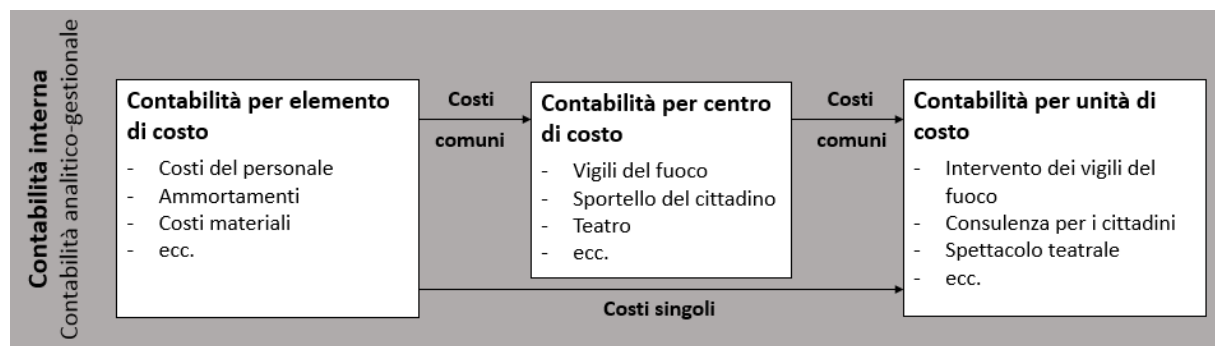 Contabilità interna
Contabilità analitico-gestionale
Contabilità per elemento
di costo
- Costi del personale
- Ammortamenti
- Costi materiali
- ecc.
Costi
comuni
Contabilità per centro
di costo
- Vigili del fuoco
- Sportello del cittadino
- Teatro
- ecc.
Costi
comuni
Contabilità per unità di
costo
- Intervento dei vigili del
fuoco
- Consulenza per i cittadini
- Spettacolo teatrale
- ecc.
Costi singoli